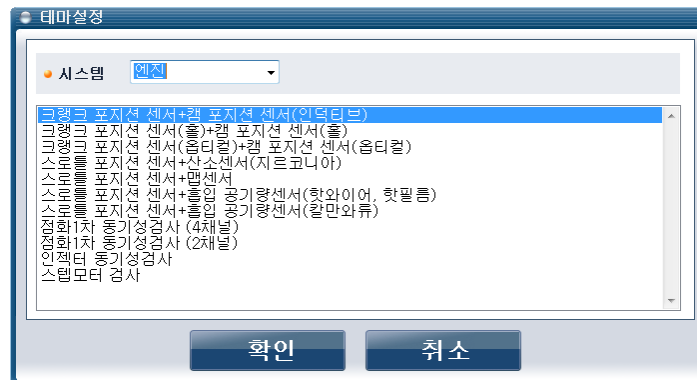 테마설정
시스템 엔진
크랭크 포지션 센서+캠 포지션 센서(인덕티브)
크랭크 포지션 센서(홀)+캠 포지션 센서(홀)
크랭크 포지션 센서(옵티컬)+캠 포지션 센서(옵티컬)
스로틀 포지션 센서+산소센서(지르코니아)
스로틀 포지션 센서+맵센서
스로틀 포지션 센서+흡입 공기량센서(핫와이어, 핫필름)
스로틀 포지션 센서+흡입 공기량센서(칼만와류)
점화1차 동기성검사 (4채널)
점화1차 동기성검사 (2채널)
인젝터 동기성검사
스텝모터 검사
확인 취소